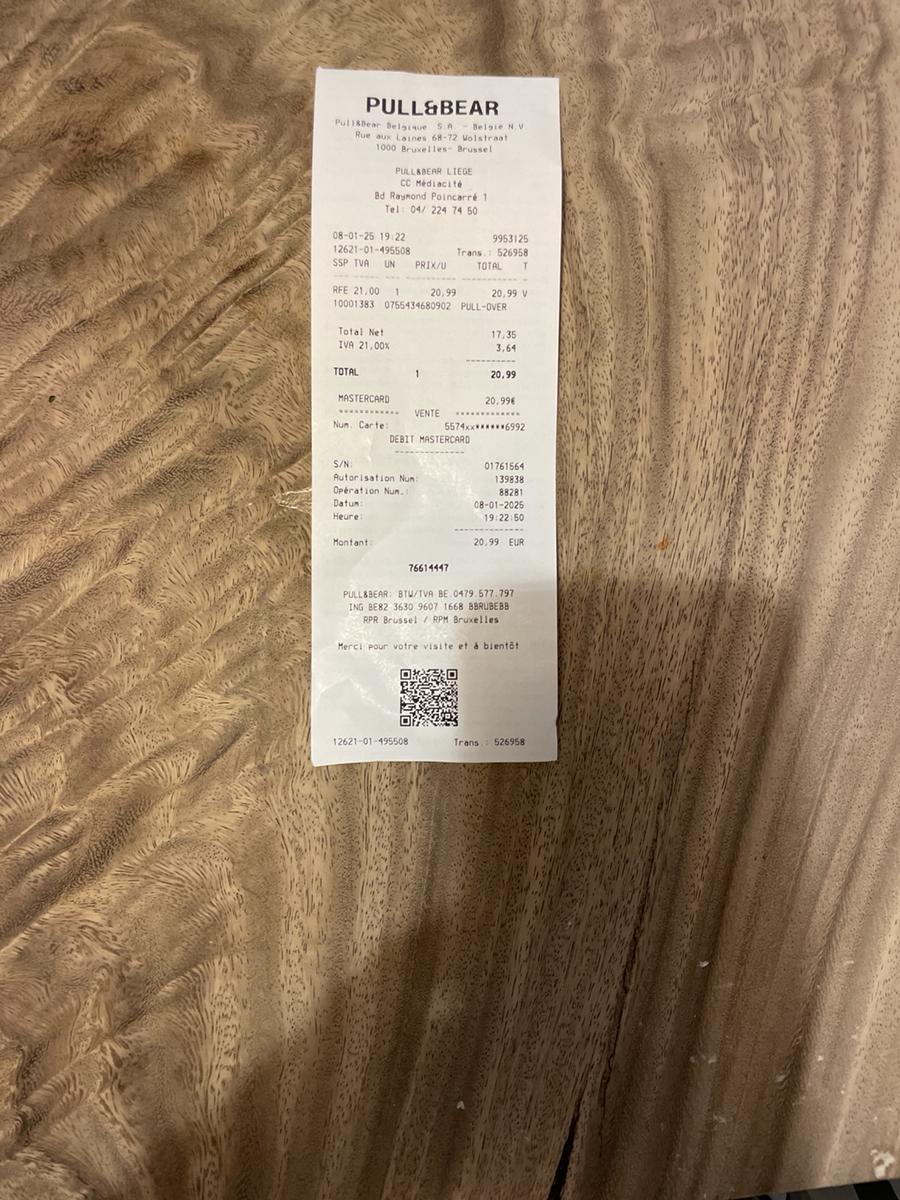 PULL&BEAR
Pull&Bear Belgique S.A. - België N.V.
Rue aux Laines 68-72 Wolstraat
1000 Bruxelles- Brussel
PULL&BEAR LIEGE
CC Médiacité
Bd Raymond Poincarré 1
Tel: 04/ 224 74 50
08-01-25 19:22 9953125
12621-01-495508 Trans.: 526958
SSP TVA UN PRIX/U TOTAL T
RFE 21,00 1 20,99 20,99 V
10001383 0755434680902 PULL-OVER
Total Net 17,35
IVA 21,00% 3,64
TOTAL 1 20,99
MASTERCARD 20,99€
============ VENTE =============
Num. Carte: 5574xx******6992
DEBIT MASTERCARD
S/N: 01761564
Autorisation Num: 139838
Opération Num.: 88281
Datum: 08-01-2025
Heure: 19:22:50
Montant: 20,99 EUR
76614447
PULL&BEAR: BTW/TVA BE.0479.577.797
ING BE82 3630 9607 1668 BBRUBEBB
RPR Brussel / RPM Bruxelles
Merci pour votre visite et à bientôt
12621-01-495508 Trans.: 526958